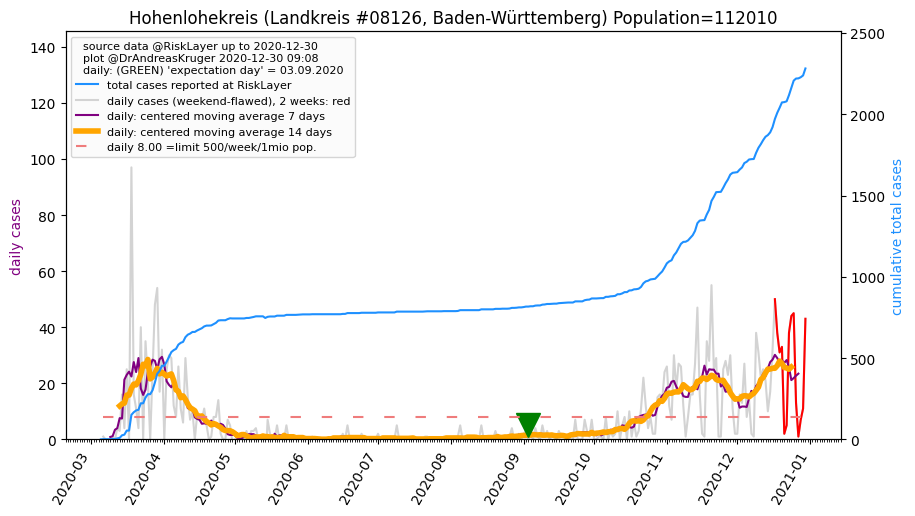 Hohenlohekreis (Landkreis #08126, Baden-Württemberg) Population=112010
source data @RiskLayer up to 2020-12-30
plot @DrAndreasKruger 2020-12-30 09:08
daily: (GREEN) 'expectation day' = 03.09.2020
total cases reported at RiskLayer
daily cases (weekend-flawed), 2 weeks: red
daily: centered moving average 7 days
daily: centered moving average 14 days
daily 8.00 =limit 500/week/1mio pop.
daily cases
140
120
100
80
60
40
20
0
cumulative total cases
2500
2000
1500
1000
500
0
2020-03
2020-04
2020-05
2020-06
2020-07
2020-08
2020-09
2020-10
2020-11
2020-12
2021-01